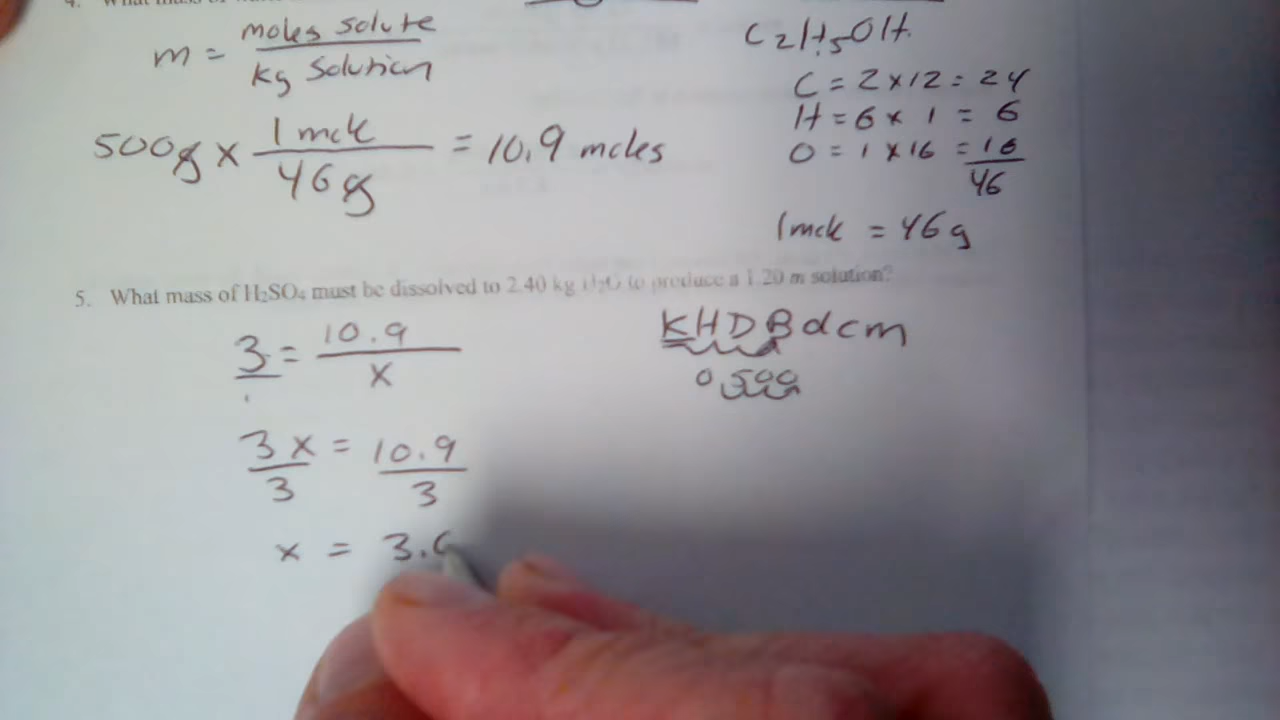 m = moles solute / kg Solution
C₂H₅OH.
C = 2 × 12 = 24
H = 6 × 1 = 6
O = 1 × 16 = 16
46
500g × 1 mole / 46g = 10.9 moles
1 mole = 46 g
5. What mass of H₂SO₄ must be dissolved to 2.40 kg H₂O to produce a 1.20 m solution?
3 = 10.9 / x
KHDBdcm
0.500
3x / 3 = 10.9 / 3
x = 3.